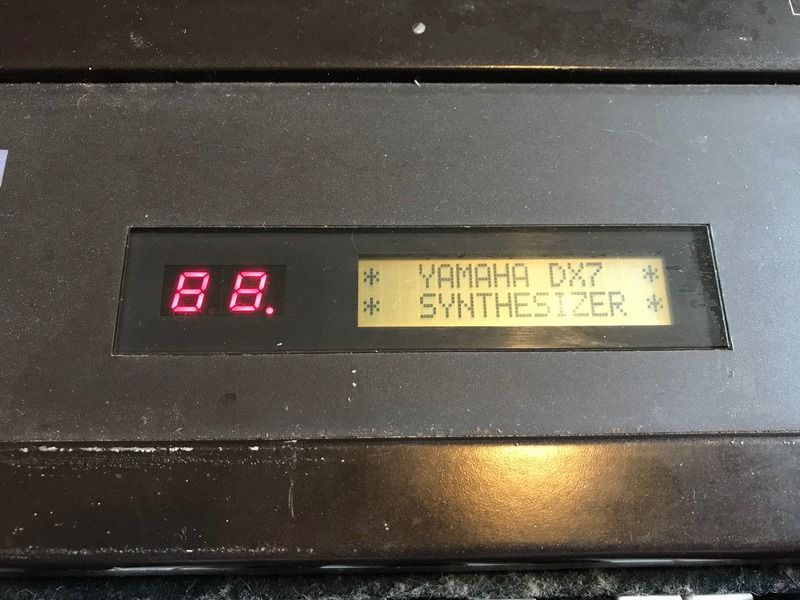 88.
* YAMAHA DX7 *
* SYNTHESIZER *